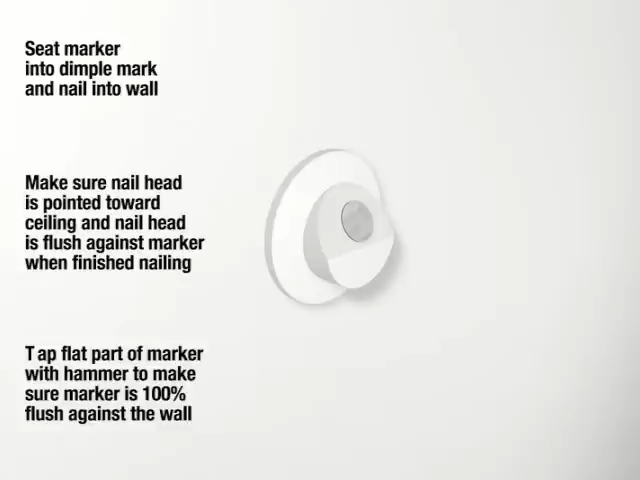 Seat marker
into dimple mark
and nail into wall
Make sure nail head
is pointed toward
ceiling and nail head
is flush against marker
when finished nailing
Tap flat part of marker
with hammer to make
sure marker is 100%
flush against the wall